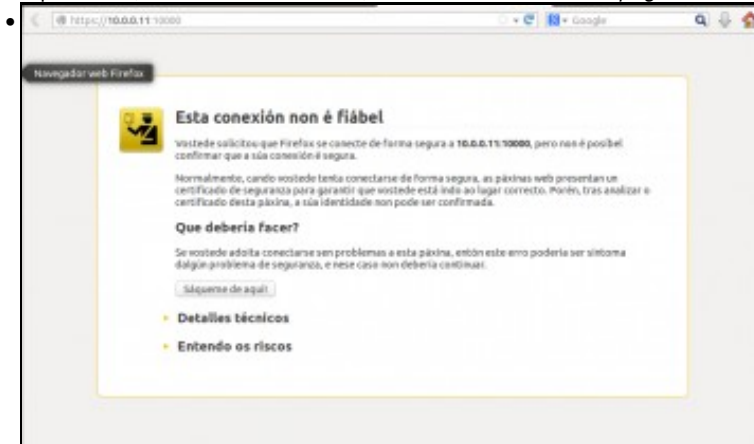 https://10.0.0.11:10000
Google
Navegador web Firefox
Esta conexión non é fiábel
Vostede solicitou que Firefox se conecte de forma segura a 10.0.0.11:10000, pero non é posíbel
confirmar que a súa conexión é segura.
Normalmente, cando vostede tenta conectarse de forma segura, as páxinas web presentan un
certificado de seguranza para garantir que vostede está indo ao lugar correcto. Porén, tras analizar o
certificado desta páxina, a súa identidade non pode ser confirmada.
Que debería facer?
Se vostede adoita conectarse sen problemas a esta páxina, entón este erro podería ser síntoma
dalgún problema de seguranza, e nese caso non debería continuar.
Sáqueme de aquí!
Detalles técnicos
Entendo os riscos